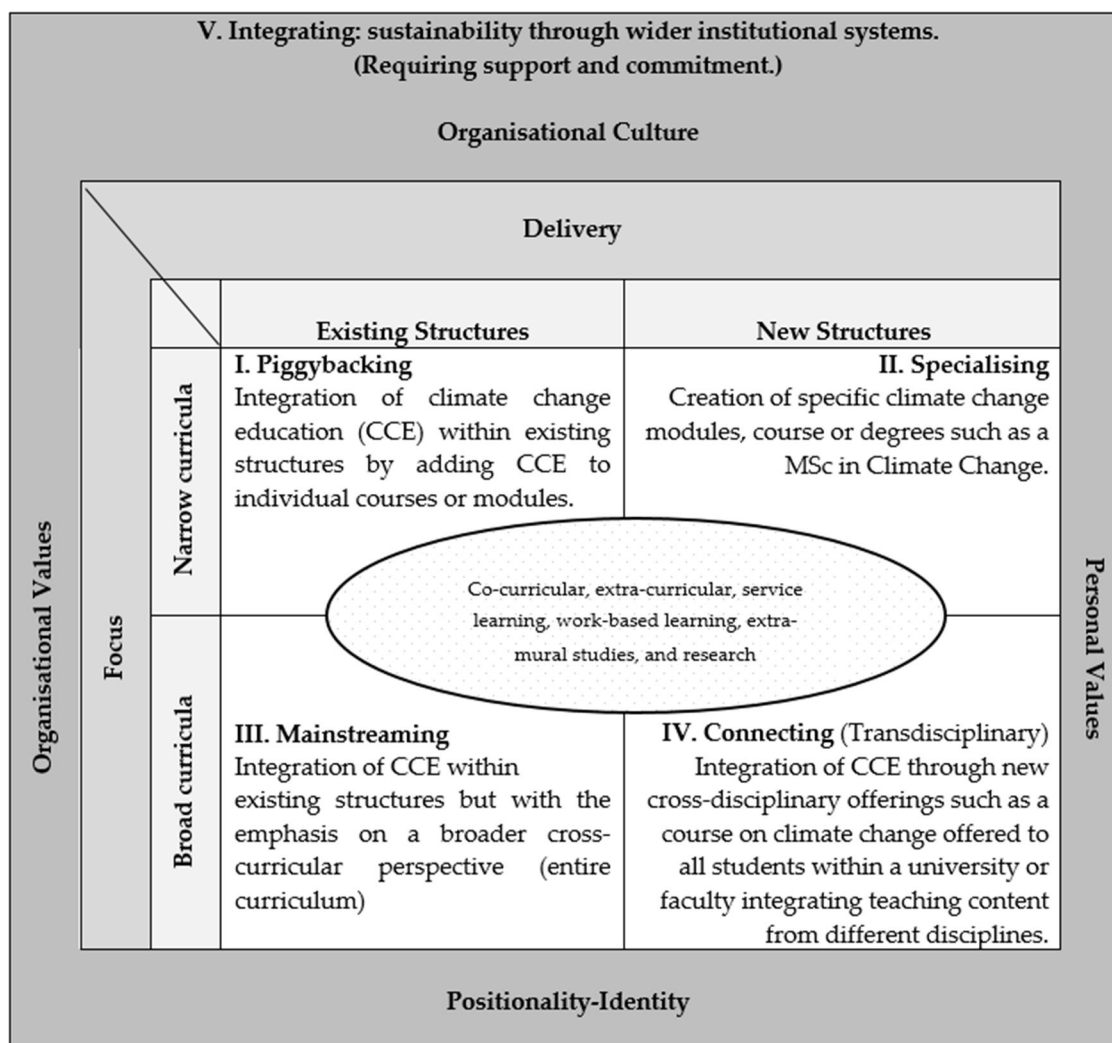 V. Integrating: sustainability through wider institutional systems.
(Requiring support and commitment.)
Organisational Culture
Delivery
Existing Structures
New Structures
Organisational Values
Focus
Narrow curricula
I. Piggybacking
Integration of climate change
education (CCE) within existing
structures by adding CCE to
individual courses or modules.
II. Specialising
Creation of specific climate change
modules, course or degrees such as a
MSc in Climate Change.
Co-curricular, extra-curricular, service
learning, work-based learning, extra-
mural studies, and research
Broad curricula
III. Mainstreaming
Integration of CCE within
existing structures but with the
emphasis on a broader cross-
curricular perspective (entire
curriculum)
IV. Connecting (Transdisciplinary)
Integration of CCE through new
cross-disciplinary offerings such as a
course on climate change offered to
all students within a university or
faculty integrating teaching content
from different disciplines.
Personal Values
Positionality-Identity